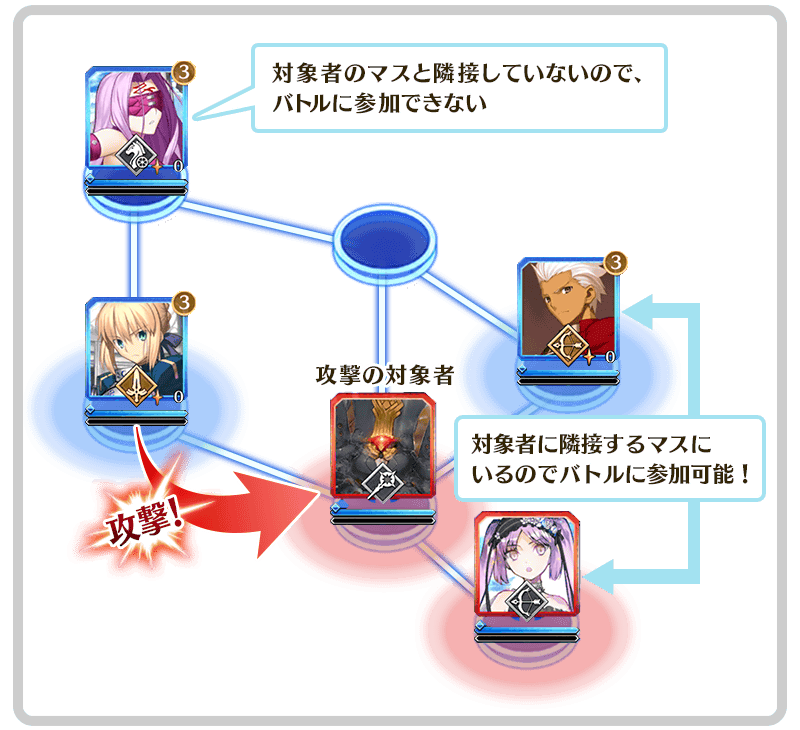 3
対象者のマスと隣接していないので、
バトルに参加できない
0
3
3
0
0
攻撃の対象者
対象者に隣接するマスに
いるのでバトルに参加可能！
攻撃!